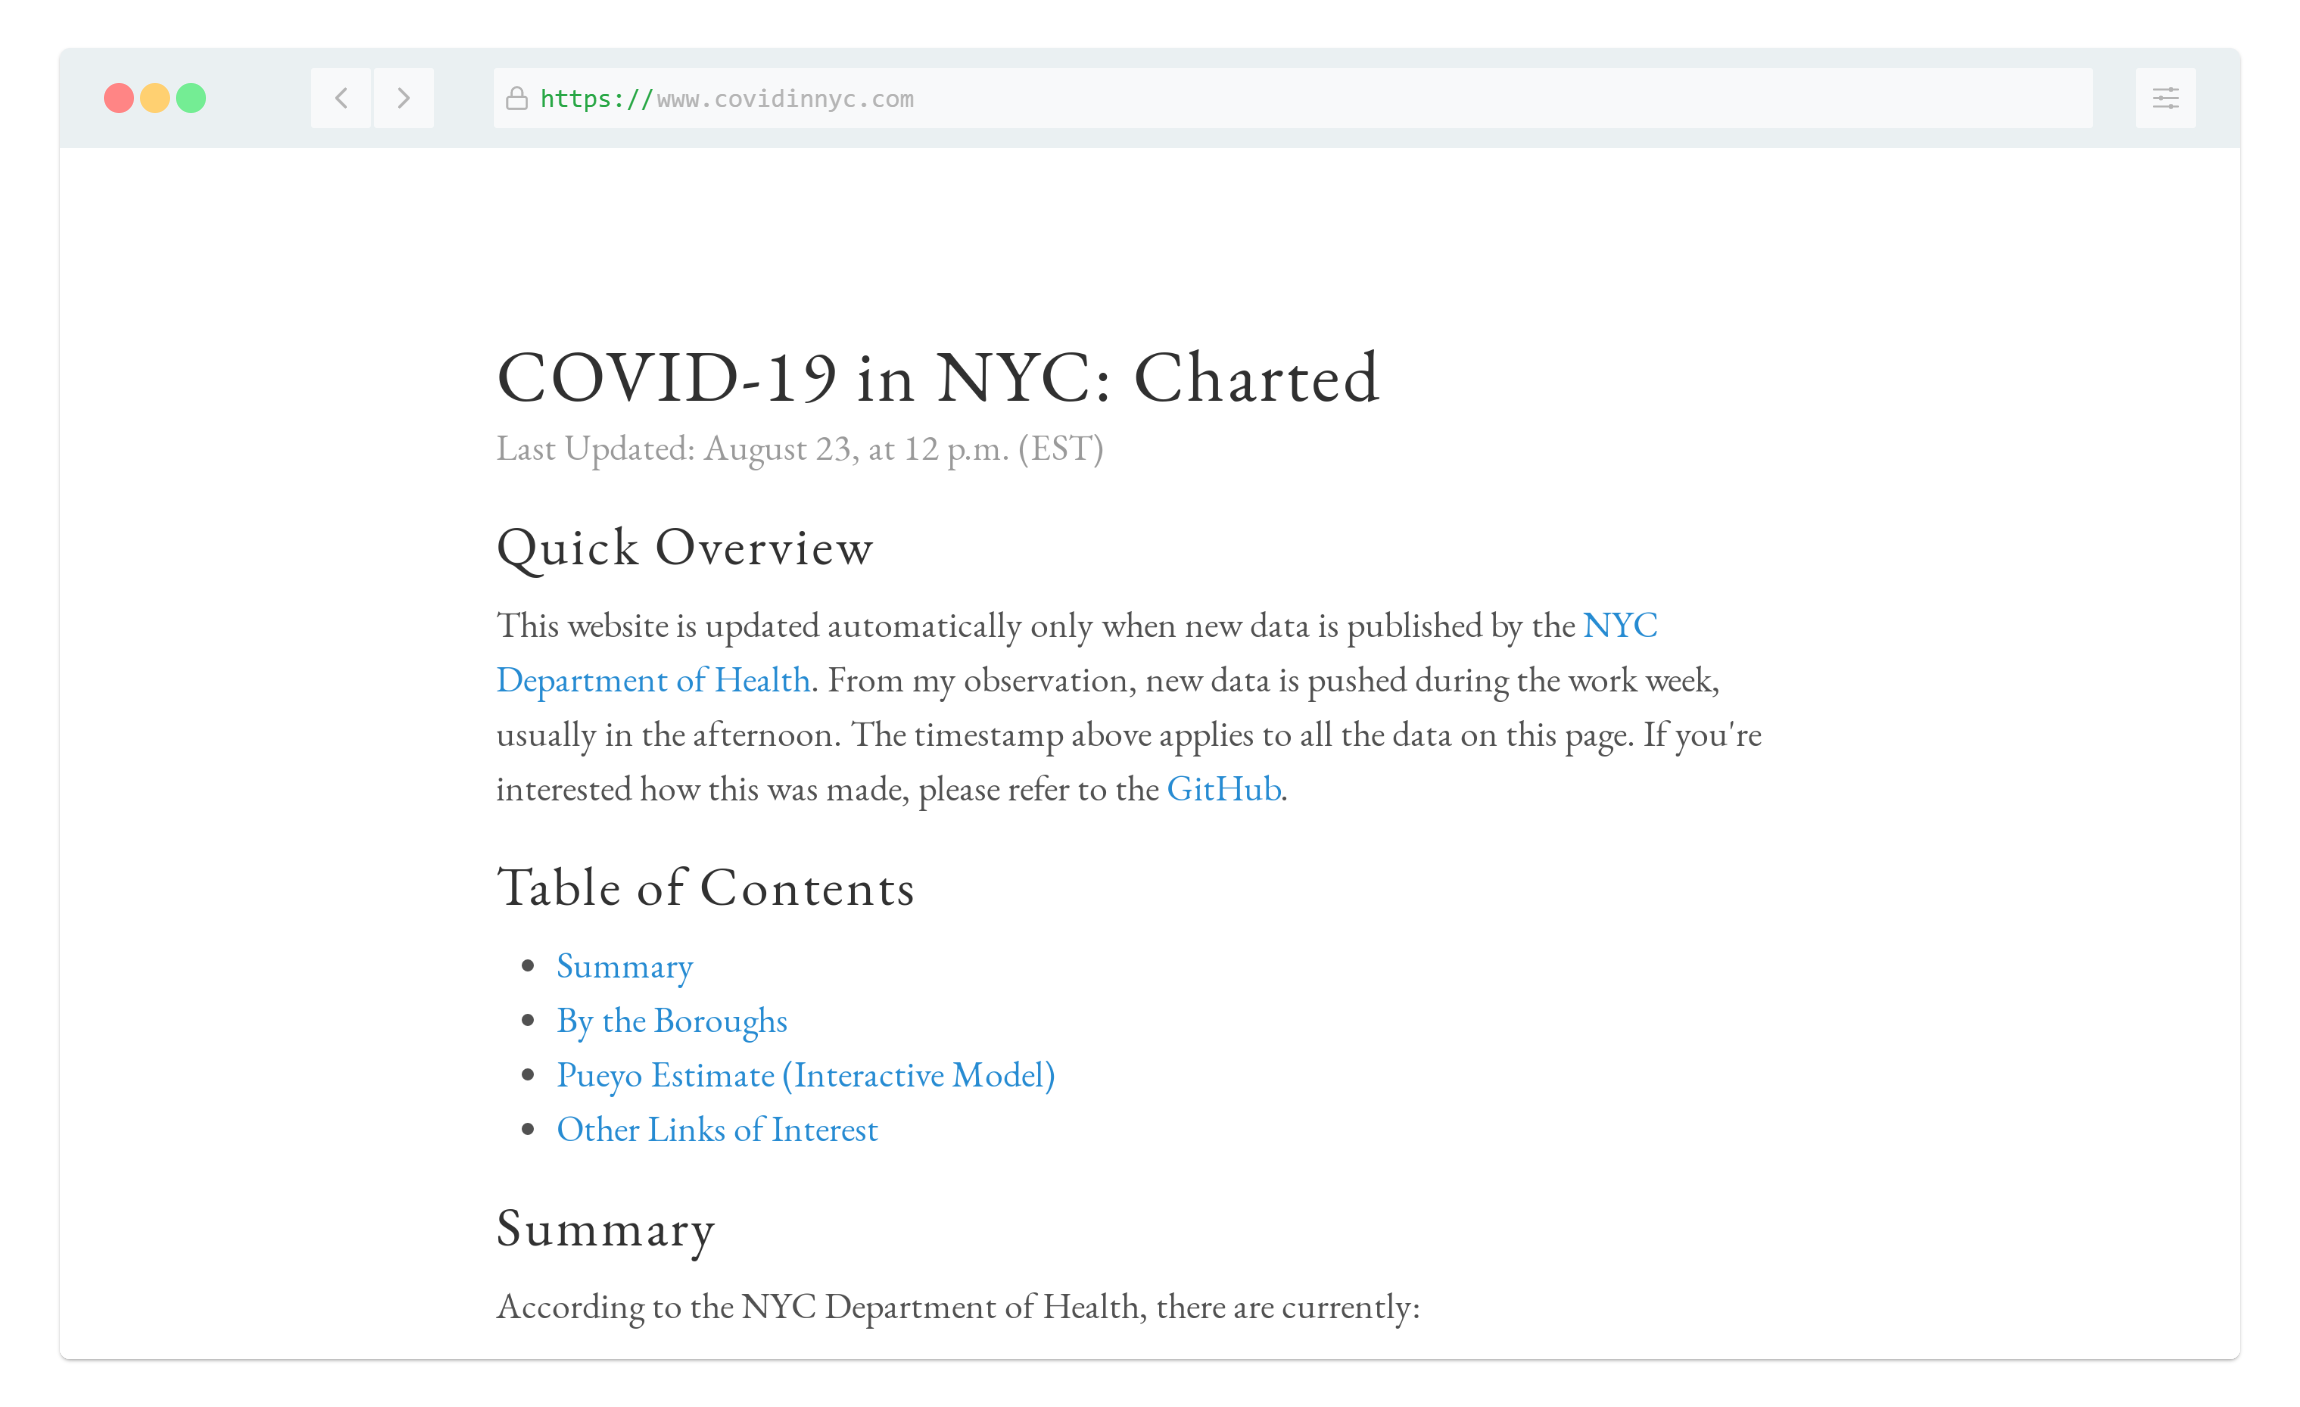 https://www.covidinnyc.com
COVID-19 in NYC: Charted
Last Updated: August 23, at 12 p.m. (EST)
Quick Overview
This website is updated automatically only when new data is published by the NYC
Department of Health. From my observation, new data is pushed during the work week,
usually in the afternoon. The timestamp above applies to all the data on this page. If you're
interested how this was made, please refer to the GitHub.
Table of Contents
• Summary
• By the Boroughs
• Pueyo Estimate (Interactive Model)
• Other Links of Interest
Summary
According to the NYC Department of Health, there are currently: